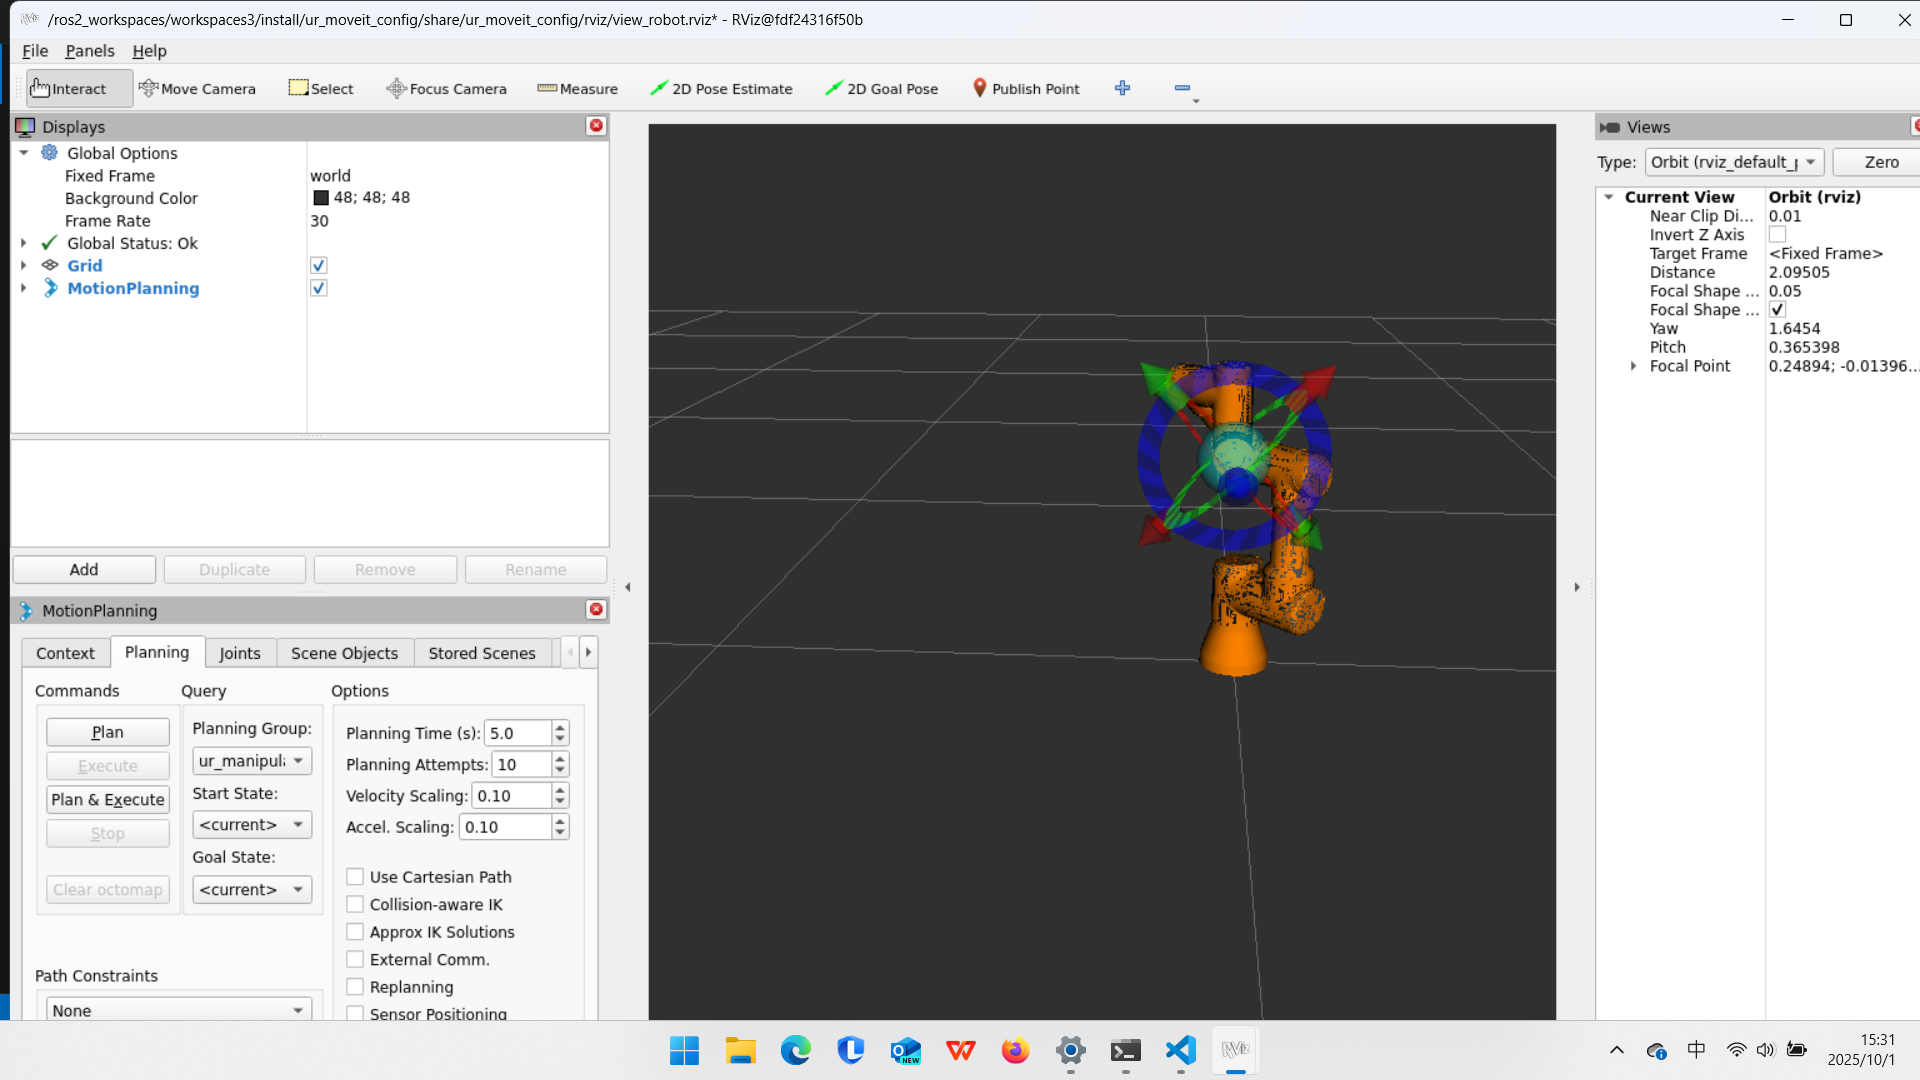 /ros2_workspaces/workspaces3/install/ur_moveit_config/share/ur_moveit_config/rviz/view_robot.rviz* - RViz@fdf24316f50b
File Panels Help
Interact Move Camera Select Focus Camera Measure 2D Pose Estimate 2D Goal Pose Publish Point
Displays
Global Options
Fixed Frame world
Background Color 48; 48; 48
Frame Rate 30
Global Status: Ok
Grid
MotionPlanning
Add Duplicate Remove Rename
MotionPlanning
Context Planning Joints Scene Objects Stored Scenes
Commands Query Options
Plan
Execute
Plan & Execute
Stop
Clear octomap
Planning Group:
ur_manipula
Start State:
<current>
Goal State:
<current>
Planning Time (s): 5.0
Planning Attempts: 10
Velocity Scaling: 0.10
Accel. Scaling: 0.10
Use Cartesian Path
Collision-aware IK
Approx IK Solutions
External Comm.
Replanning
Sensor Positioning
Path Constraints
None
Views
Type: Orbit (rviz_default_p Zero
Current View Orbit (rviz)
Near Clip Di... 0.01
Invert Z Axis
Target Frame <Fixed Frame>
Distance 2.09505
Focal Shape ... 0.05
Focal Shape ...
Yaw 1.6454
Pitch 0.365398
Focal Point 0.24894; -0.01396...
NEW
RViz
中
15:31
2025/10/1